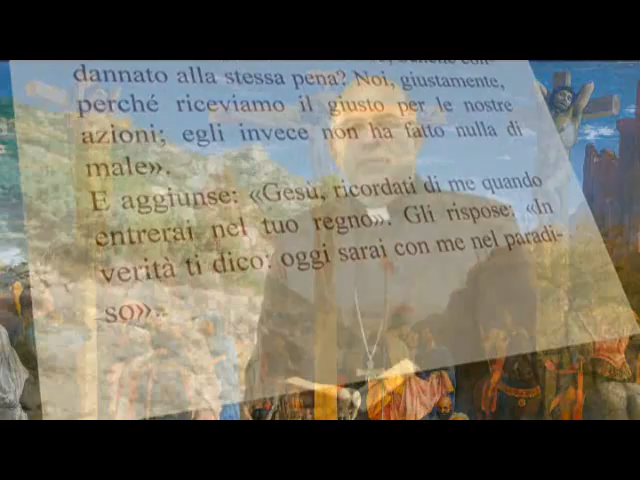 dannato alla stessa pena? Noi, giustamente,
perché riceviamo il giusto per le nostre
azioni; egli invece non ha fatto nulla di
male».
E aggiunse: «Gesù, ricordati di me quando
entrerai nel tuo regno». Gli rispose: «In
verità ti dico: oggi sarai con me nel paradi-
so»».